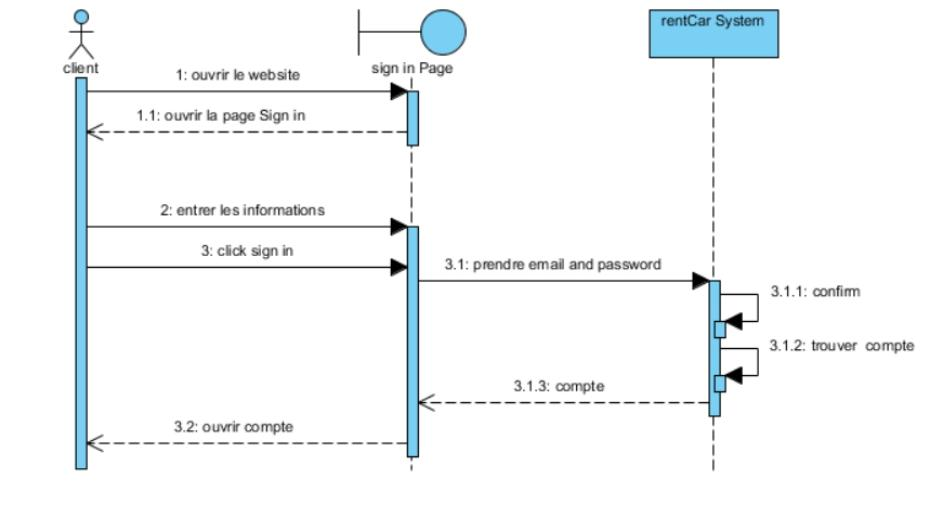 client
sign in Page
rentCar System
1: ouvrir le website
1.1: ouvrir la page Sign in
2: entrer les informations
3: click sign in
3.1: prendre email and password
3.1.1: confirm
3.1.2: trouver compte
3.1.3: compte
3.2: ouvrir compte